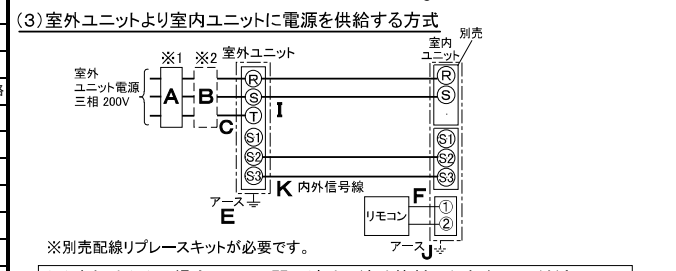 (3)室外ユニットより室内ユニットに電源を供給する方式
別売
※1 ※2 室外ユニット 室内ユニット
室外ユニット電源
三相 200V
A B C
R S T S1 S2 S3
I
R S S1 S2 S3
K 内外信号線
アース E
F
リモコン
① ②
アース J
※別売配線リプレースキットが必要です。